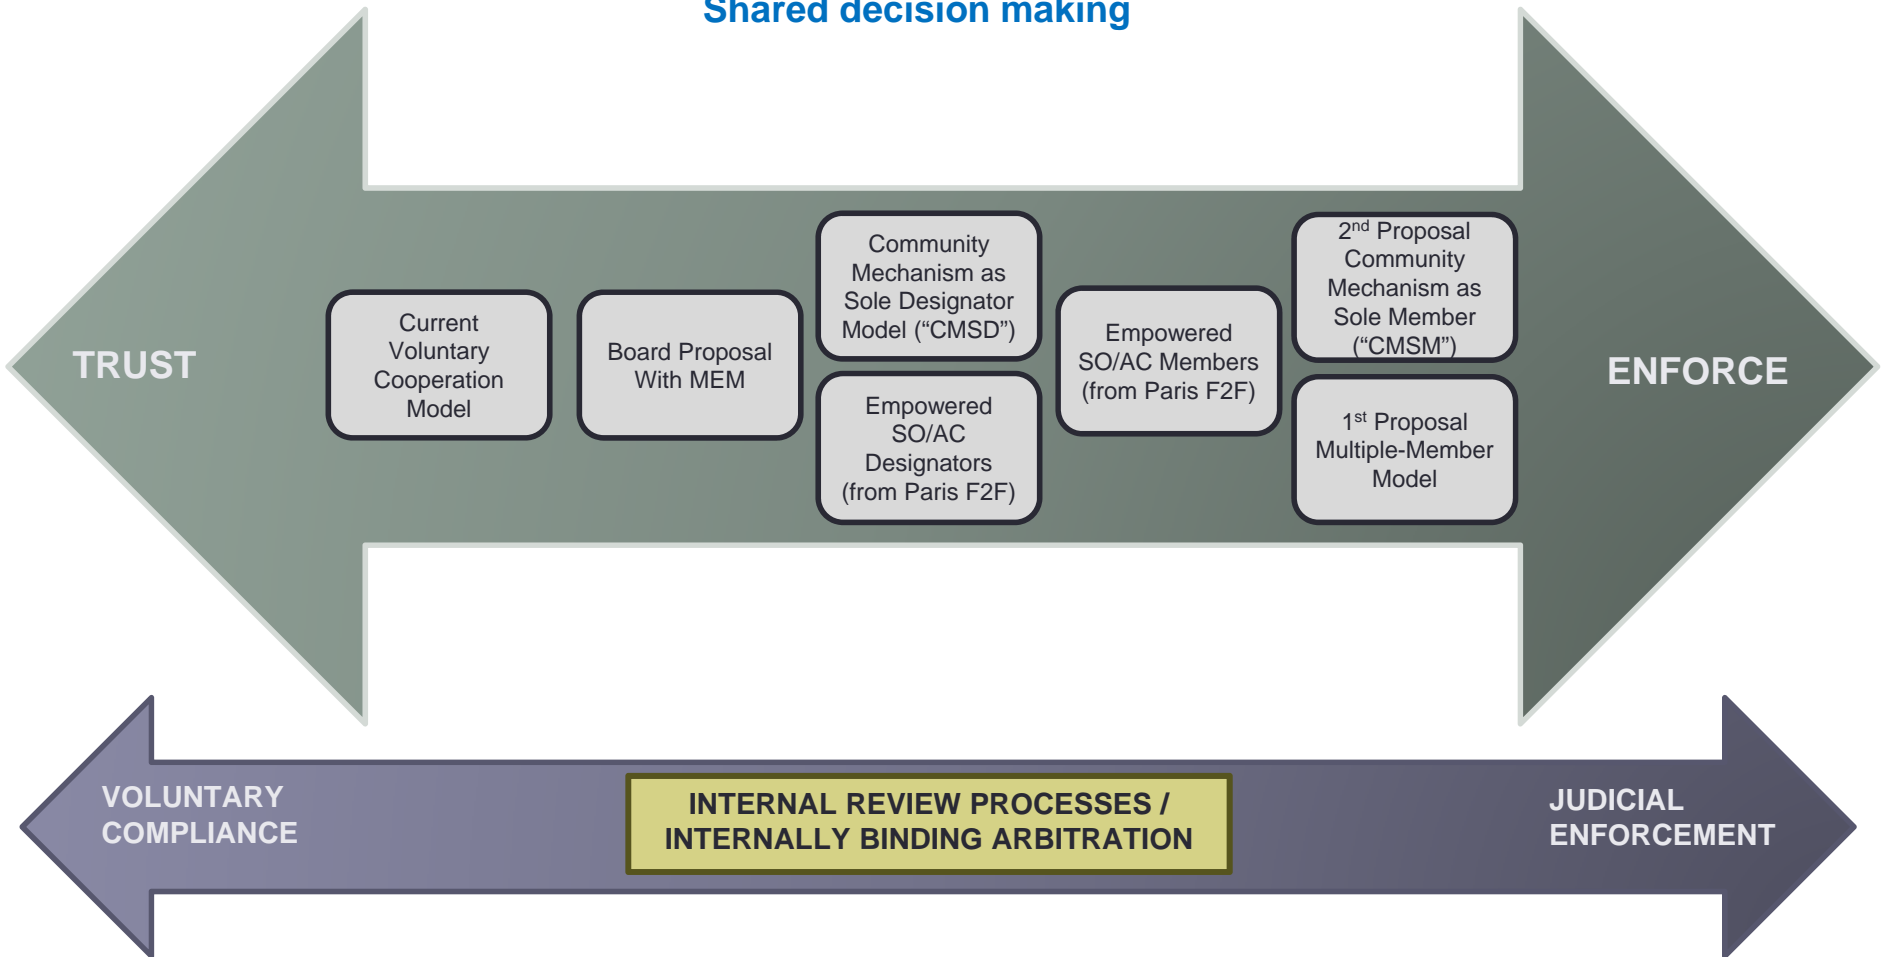 Shared decision making
TRUST
Current
Voluntary
Cooperation
Model
Board Proposal
With MEM
Community
Mechanism as
Sole Designator
Model (“CMSD”)
Empowered
SO/AC
Designators
(from Paris F2F)
Empowered
SO/AC Members
(from Paris F2F)
2nd Proposal
Community
Mechanism as
Sole Member
(“CMSM”)
1st Proposal
Multiple-Member
Model
ENFORCE
VOLUNTARY
COMPLIANCE
INTERNAL REVIEW PROCESSES /
INTERNALLY BINDING ARBITRATION
JUDICIAL
ENFORCEMENT